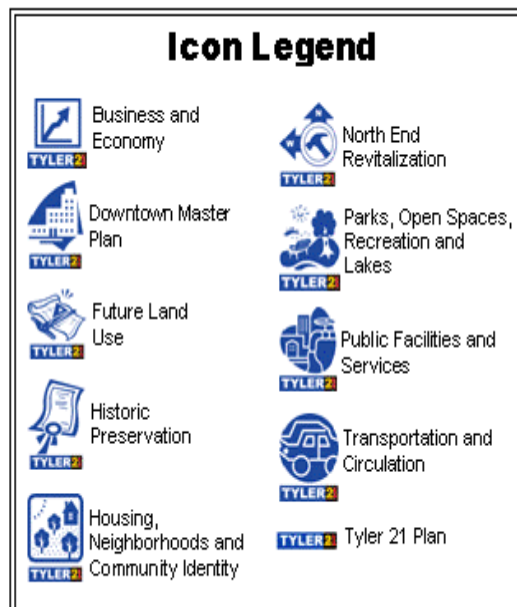 Icon Legend
TYLER21
Business and
Economy
TYLER21
Downtown Master
Plan
TYLER21
Future Land
Use
TYLER21
Historic
Preservation
TYLER21
Housing,
Neighborhoods and
Community Identity
N
W
TYLER21
North End
Revitalization
TYLER21
Parks, Open Spaces,
Recreation and
Lakes
TYLER21
Public Facilities and
Services
TYLER21
Transportation and
Circulation
TYLER21
Tyler 21 Plan